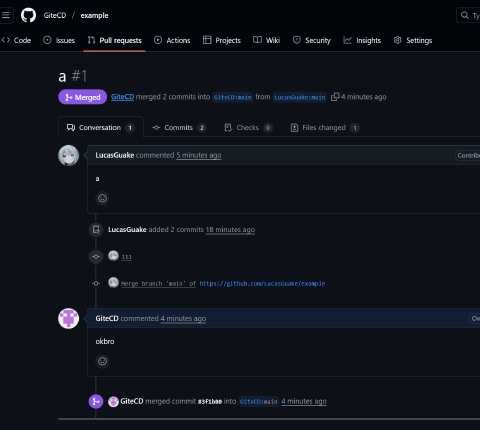 GiteCD / example
Ty
Code Issues Pull requests Actions Projects Wiki Security Insights Settings
a #1
Merged GiteCD merged 2 commits into GiteCD:main from LucasGuake:main 4 minutes ago
Conversation 1 Commits 2 Checks 0 Files changed 1
LucasGuake commented 5 minutes ago Contribu
a
LucasGuake added 2 commits 18 minutes ago
Merge branch 'main' of https://github.com/LucasGuake/example
GiteCD commented 4 minutes ago Ow
okbro
GiteCD merged commit 83f1b80 into GiteCD:main 4 minutes ago